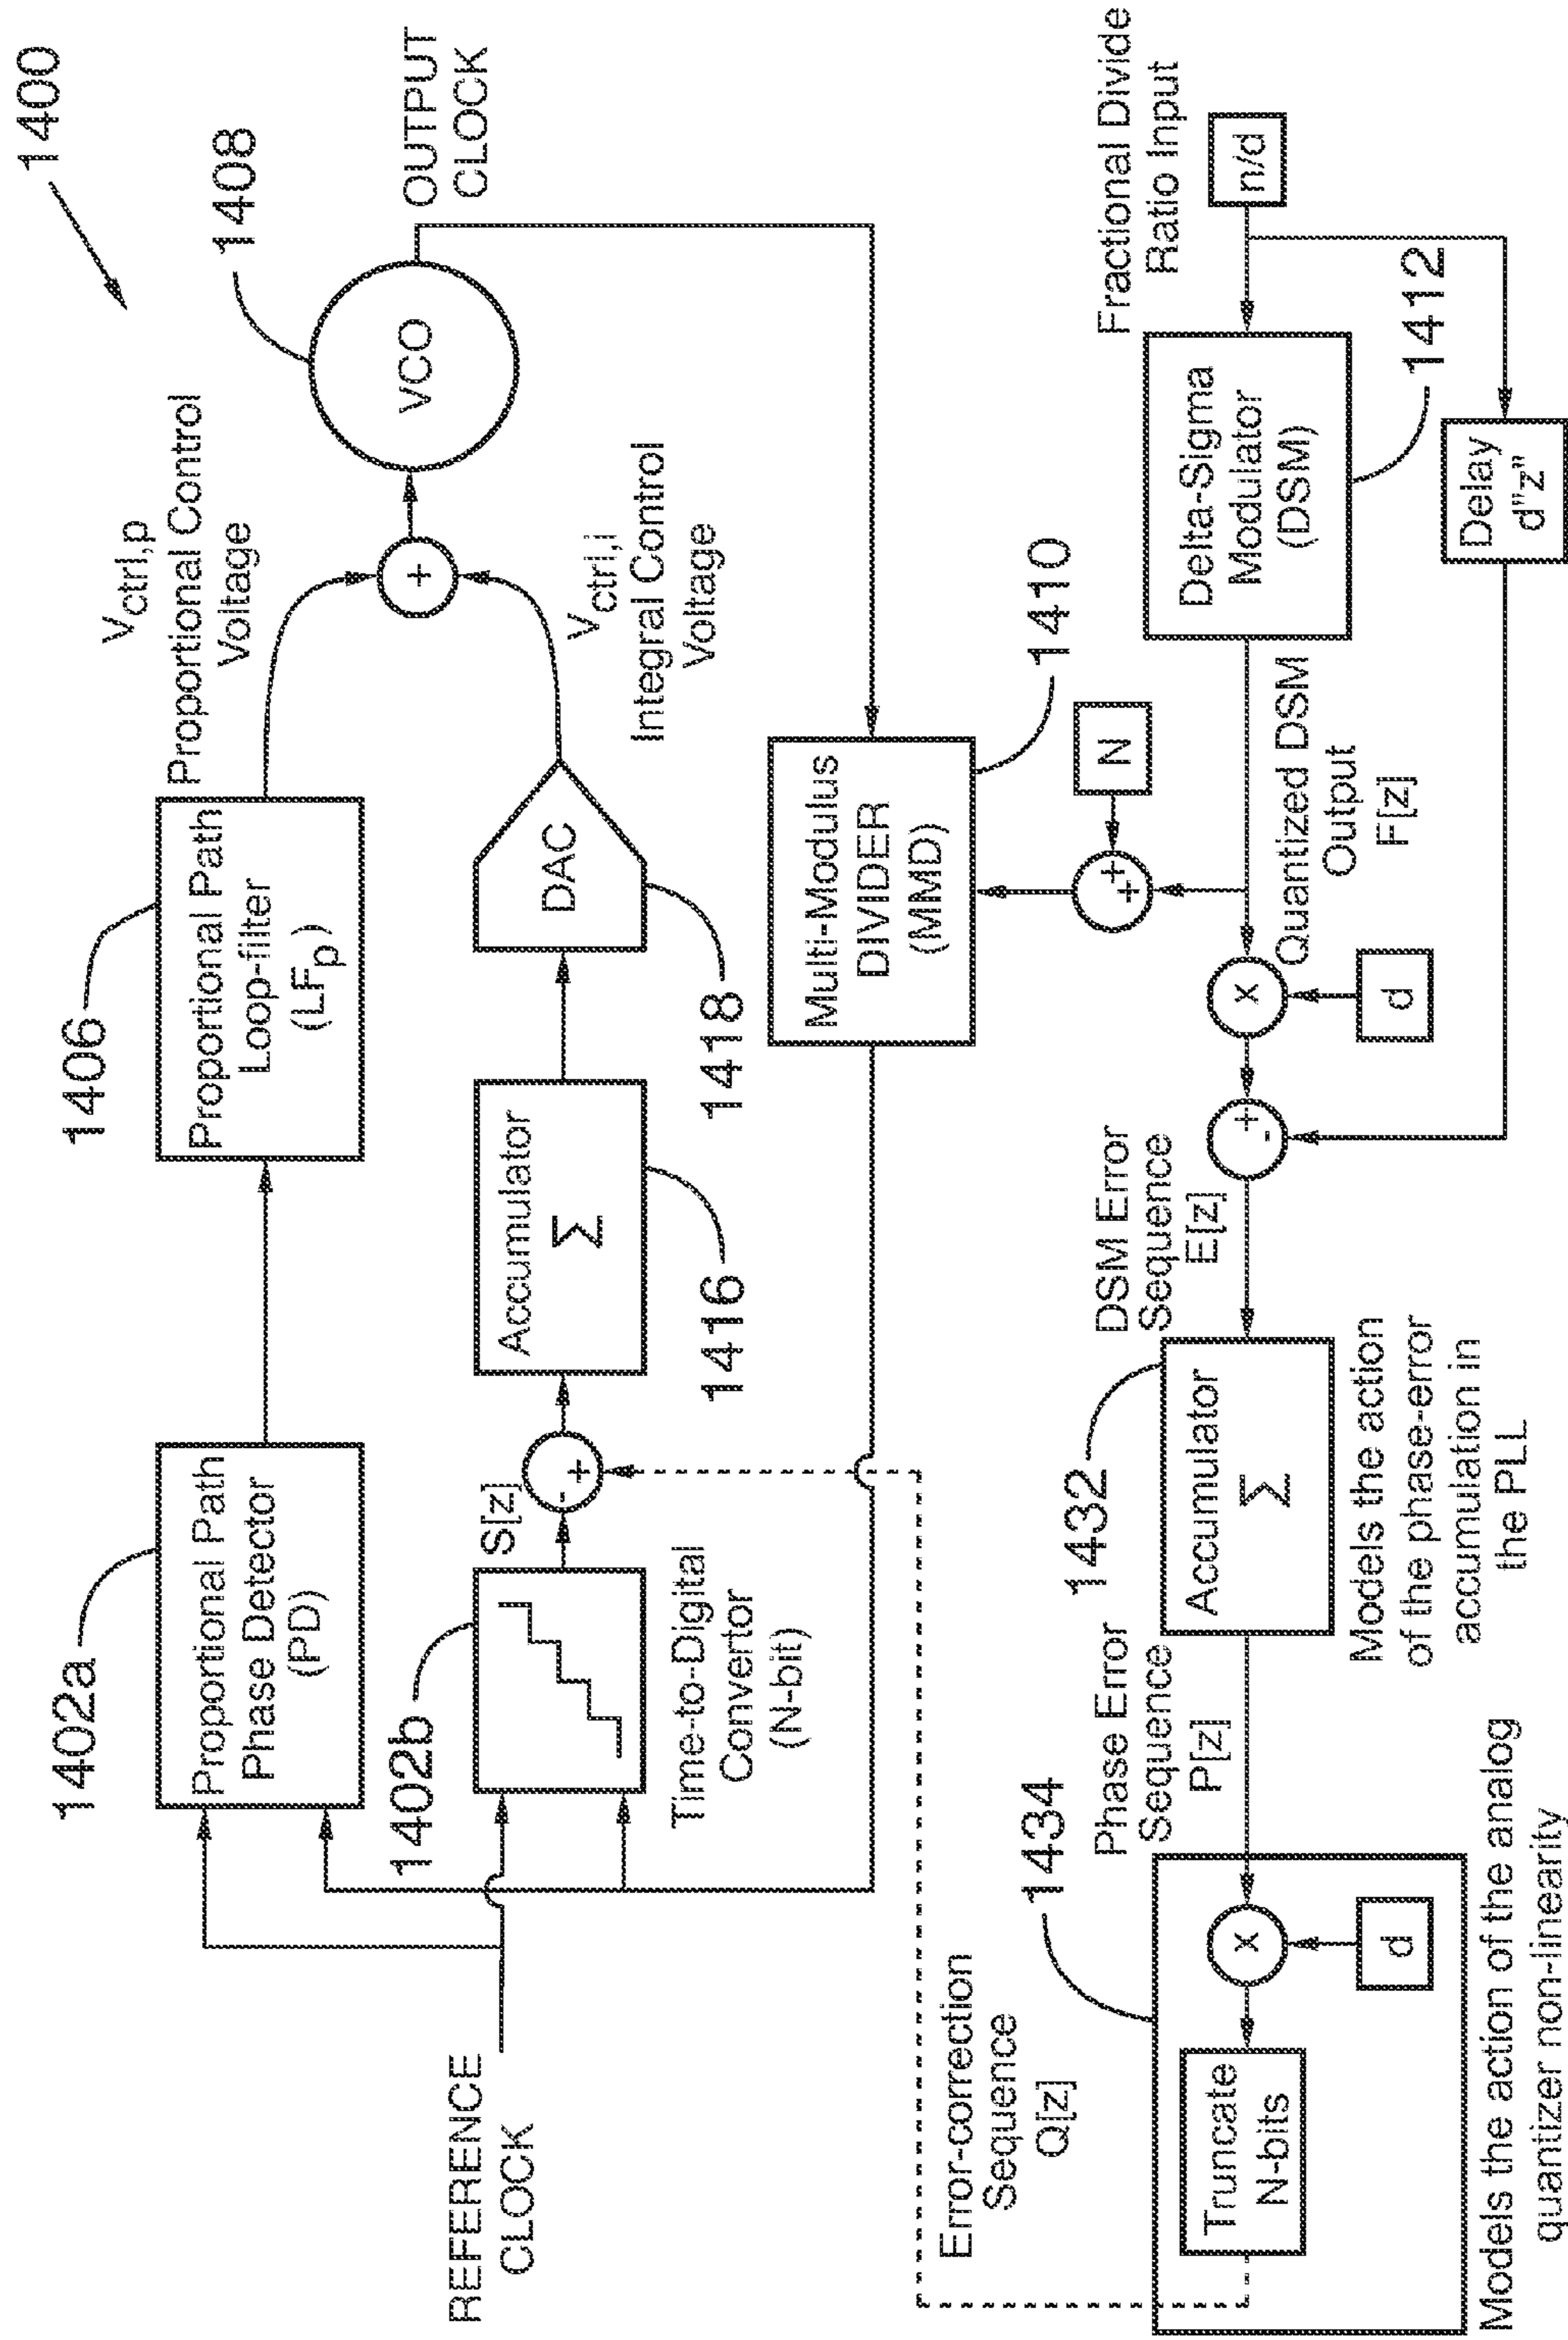 1400
1402a
Proportional Path
Phase Detector
(PD)
1406
Proportional Path
Loop-filter
(LFp)
Vctrl,p
Proportional Control
Voltage
1408
VCO
OUTPUT
CLOCK
+
REFERENCE
CLOCK
1402b
Time-to-Digital
Convertor
(N-bit)
S[z]
-
+
Accumulator
Σ
1416
DAC
1418
Vctrl,i
Integral Control
Voltage
Multi-Modulus
DIVIDER
(MMD)
1410
N
+
+
Error-correction
Sequence
Q[z]
1434
Truncate
N-bits
x
d
Models the action of the analog
quantizer non-linearity
Phase Error
Sequence
P[z]
1432
Accumulator
Σ
Models the action
of the phase-error
accumulation in
the PLL
DSM Error
Sequence
E[z]
-
+
x
d
Quantized DSM
Output
F[z]
Delta-Sigma
Modulator
(DSM)
1412
Fractional Divide
Ratio Input
n/d
Delay
d"z"